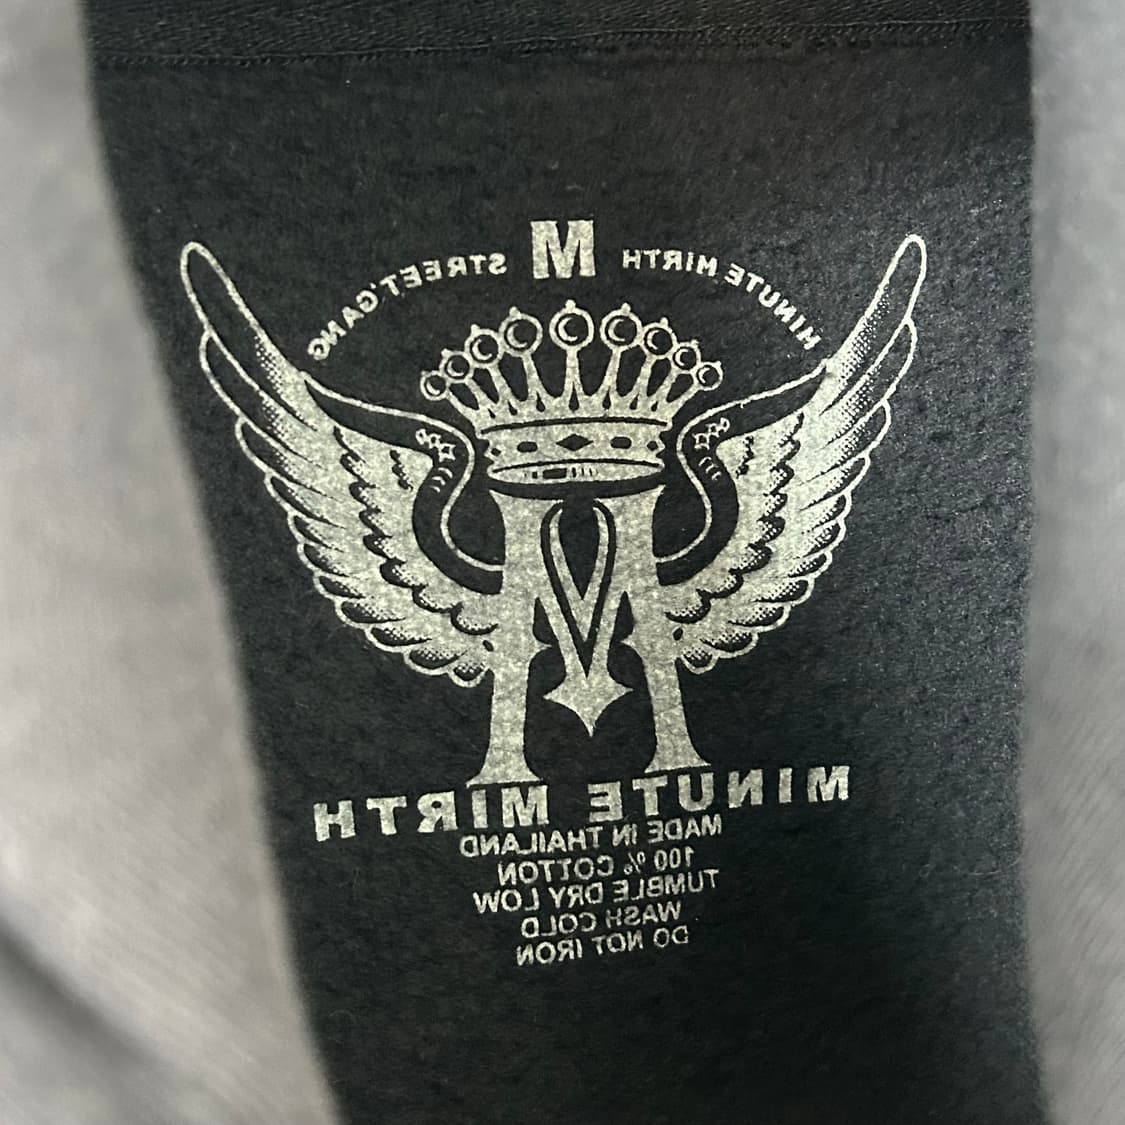 M
MINUTE MIRTH STREET GANG
MINUTE MIRTH
MADE IN THAILAND
100 % COTTON
TUMBLE DRY LOW
WASH COLD
DO NOT IRON